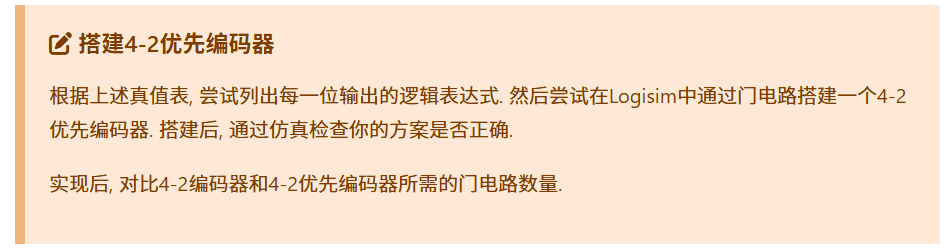 搭建4-2优先编码器
根据上述真值表, 尝试列出每一位输出的逻辑表达式. 然后尝试在Logisim中通过门电路搭建一个4-2
优先编码器. 搭建后, 通过仿真检查你的方案是否正确.
实现后, 对比4-2编码器和4-2优先编码器所需的门电路数量.